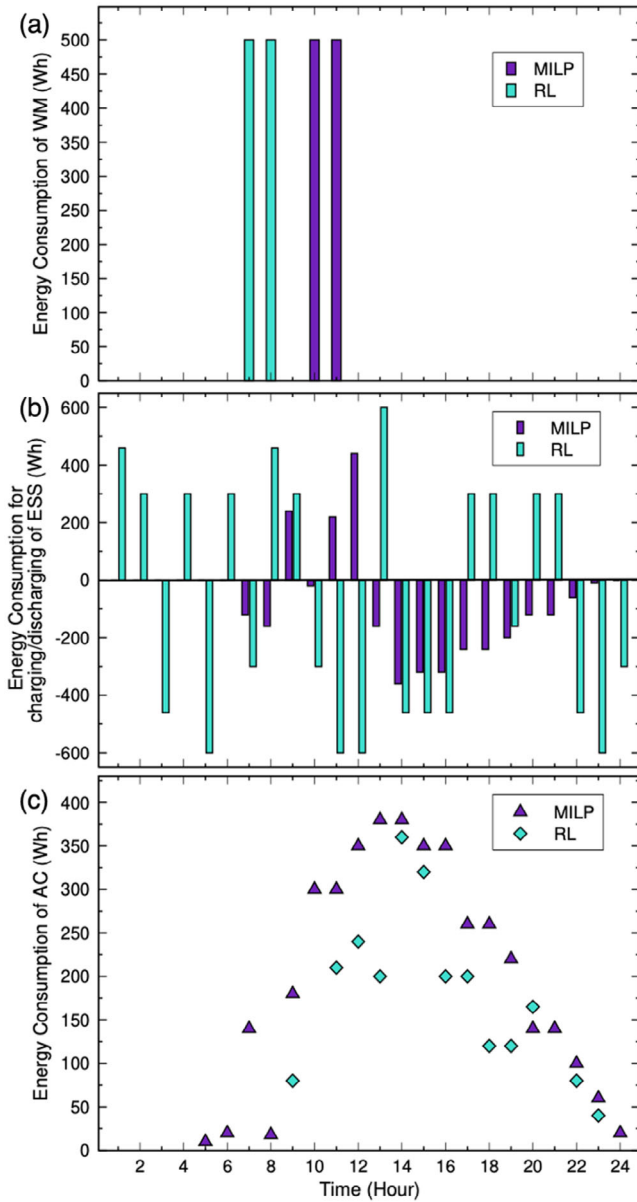 (a)
Energy Consumption of WM (Wh)
500
450
400
350
300
250
200
150
100
50
0
MILP
RL
(b)
Energy Consumption for
charging/discharging of ESS (Wh)
600
400
200
0
-200
-400
-600
MILP
RL
(c)
Energy Consumption of AC (Wh)
400
350
300
250
200
150
100
50
0
MILP
RL
2 4 6 8 10 12 14 16 18 20 22 24
Time (Hour)